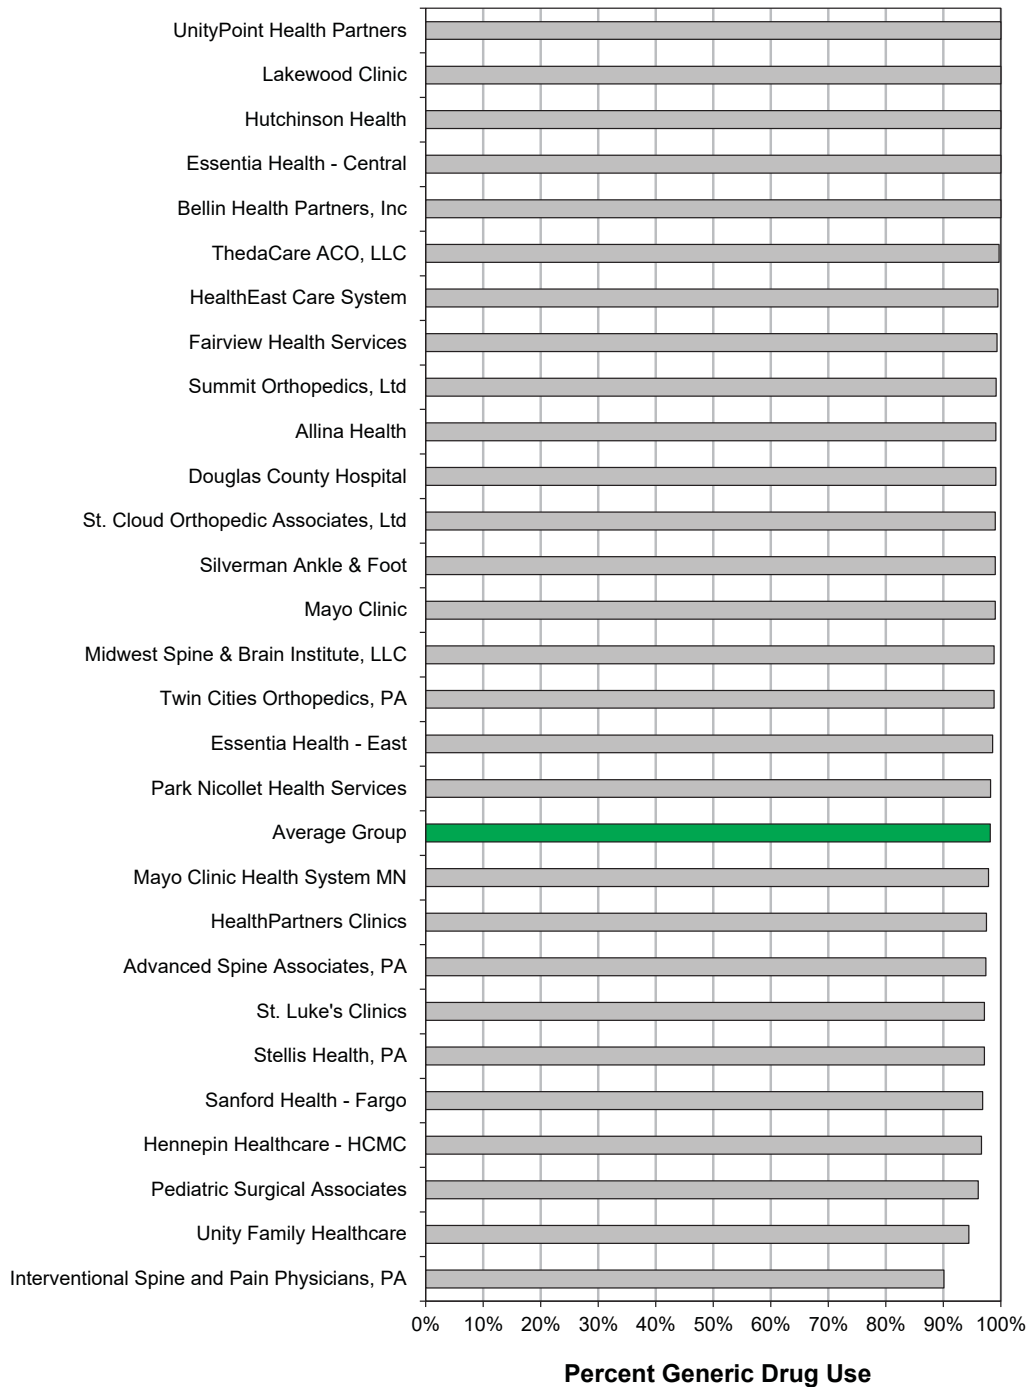 UnityPoint Health Partners
Lakewood Clinic
Hutchinson Health
Essentia Health - Central
Bellin Health Partners, Inc
ThedaCare ACO, LLC
HealthEast Care System
Fairview Health Services
Summit Orthopedics, Ltd
Allina Health
Douglas County Hospital
St. Cloud Orthopedic Associates, Ltd
Silverman Ankle & Foot
Mayo Clinic
Midwest Spine & Brain Institute, LLC
Twin Cities Orthopedics, PA
Essentia Health - East
Park Nicollet Health Services
Average Group
Mayo Clinic Health System MN
HealthPartners Clinics
Advanced Spine Associates, PA
St. Luke's Clinics
Stellis Health, PA
Sanford Health - Fargo
Hennepin Healthcare - HCMC
Pediatric Surgical Associates
Unity Family Healthcare
Interventional Spine and Pain Physicians, PA
0% 10% 20% 30% 40% 50% 60% 70% 80% 90% 100%
Percent Generic Drug Use